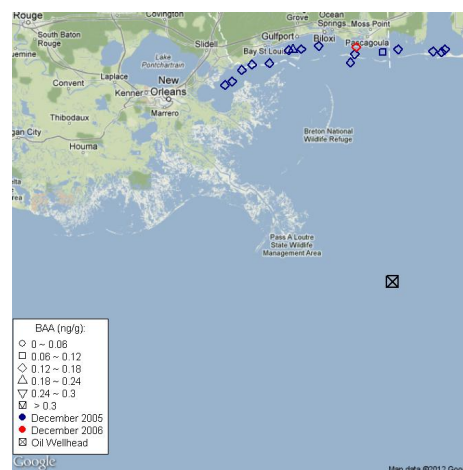 Rouge
Covington
Grove
Ocean
Springs
Moss Point
South Baton
Rouge
Slidell
Gulfport
Biloxi
Pascagoula
Lake
Pontchartrain
Bay St Louis
Convent
Laplace
Kenner
New
Orleans
Thibodaux
Marrero
gan City
Houma
Breton National
Wildlife Refuge
Pass A Loutre
State Wildlife
Management Area
BAA (ng/g):
0 ~ 0.06
0.06 ~ 0.12
0.12 ~ 0.18
0.18 ~ 0.24
0.24 ~ 0.3
> 0.3
December 2005
December 2006
Oil Wellhead
Google
Map data ©2012 Goo